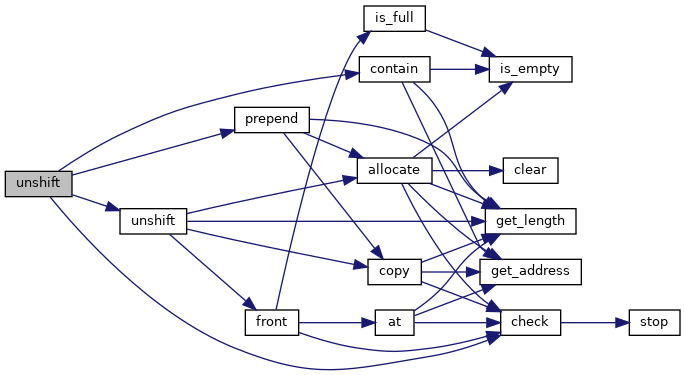 is_full
contain
is_empty
prepend
allocate
clear
unshift
unshift
get_length
copy
get_address
front
at
check
stop